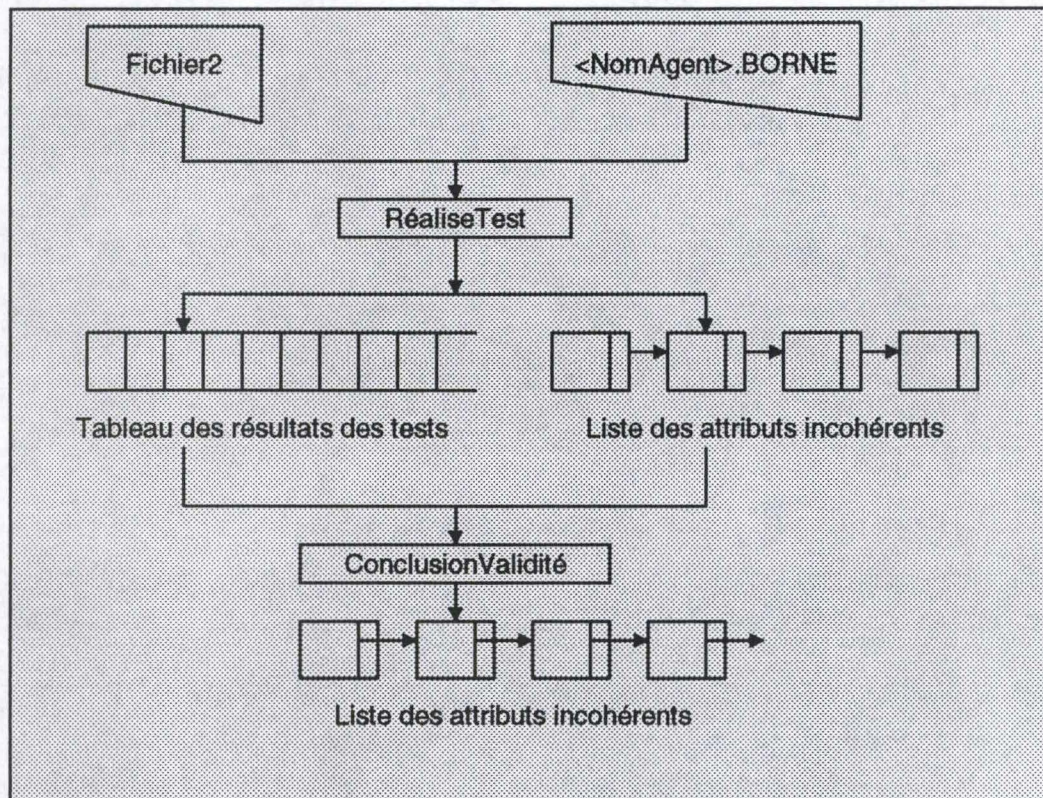 Fichier2
<NomAgent>.BORNE
RéaliseTest
Tableau des résultats des tests
Liste des attributs incohérents
ConclusionValidité
Liste des attributs incohérents